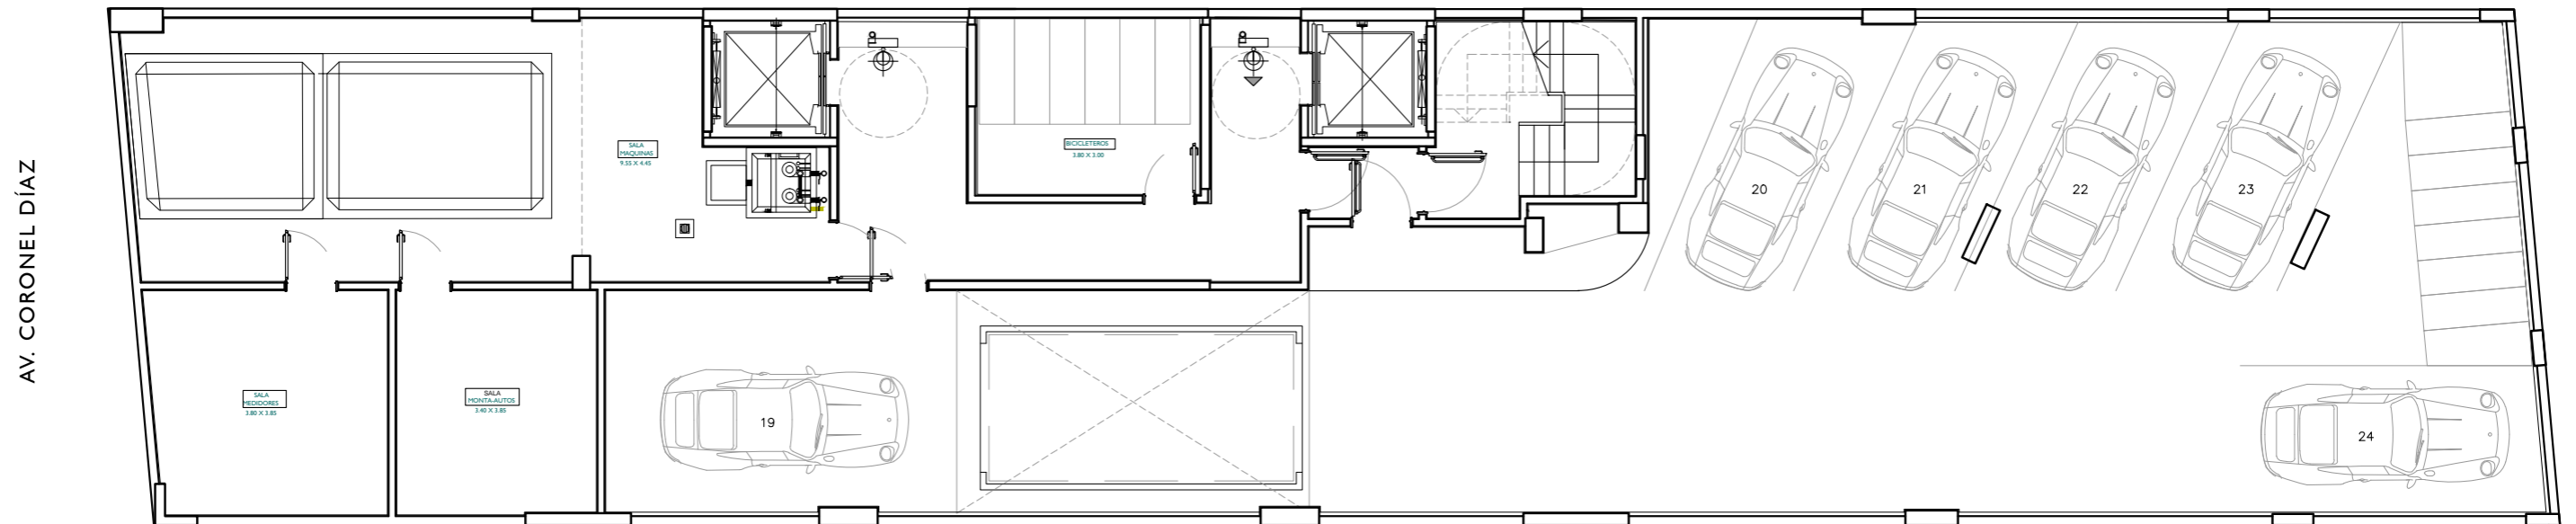 AV. CORONEL DÍAZ
SALA
MAQUINAS
9.55 X 4.45
BICICLETEROS
3.80 X 3.00
20
21
22
23
SALA
MEDIDORES
3.80 X 3.85
SALA
MONTA-AUTOS
3.40 X 3.85
19
24